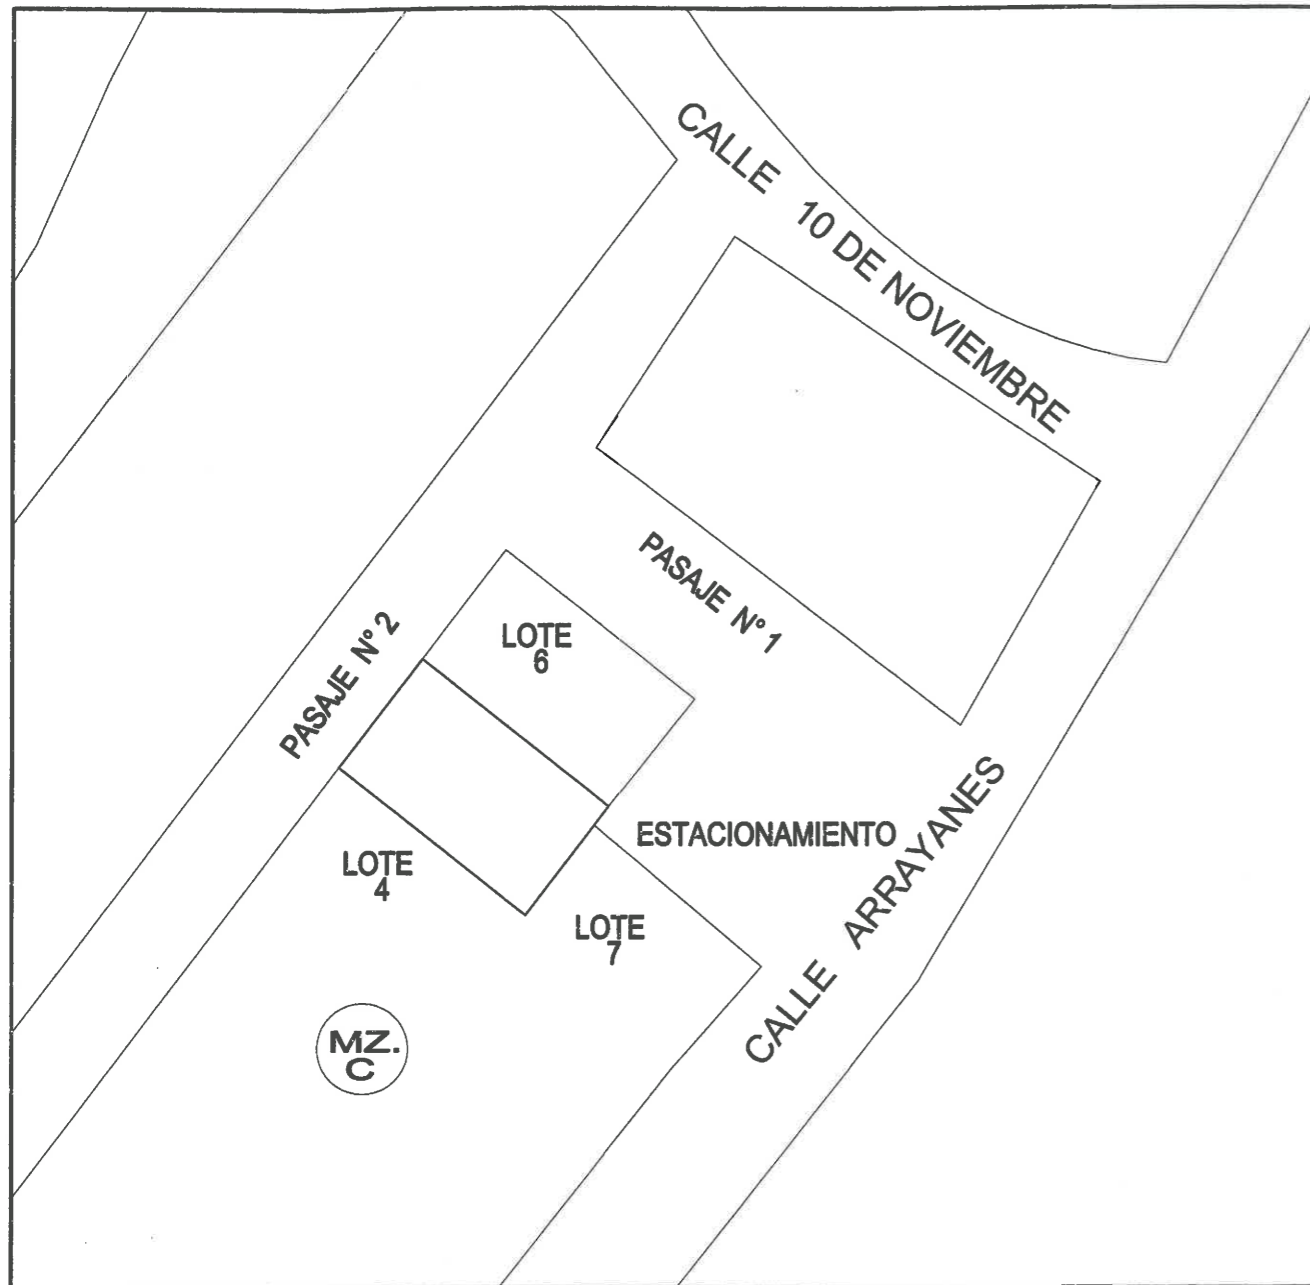 CALLE 10 DE NOVIEMBRE
PASAJE N° 1
PASAJE N° 2
LOTE
6
ESTACIONAMIENTO
LOTE
4
LOTE
7
CALLE ARRAYANES
MZ.
C